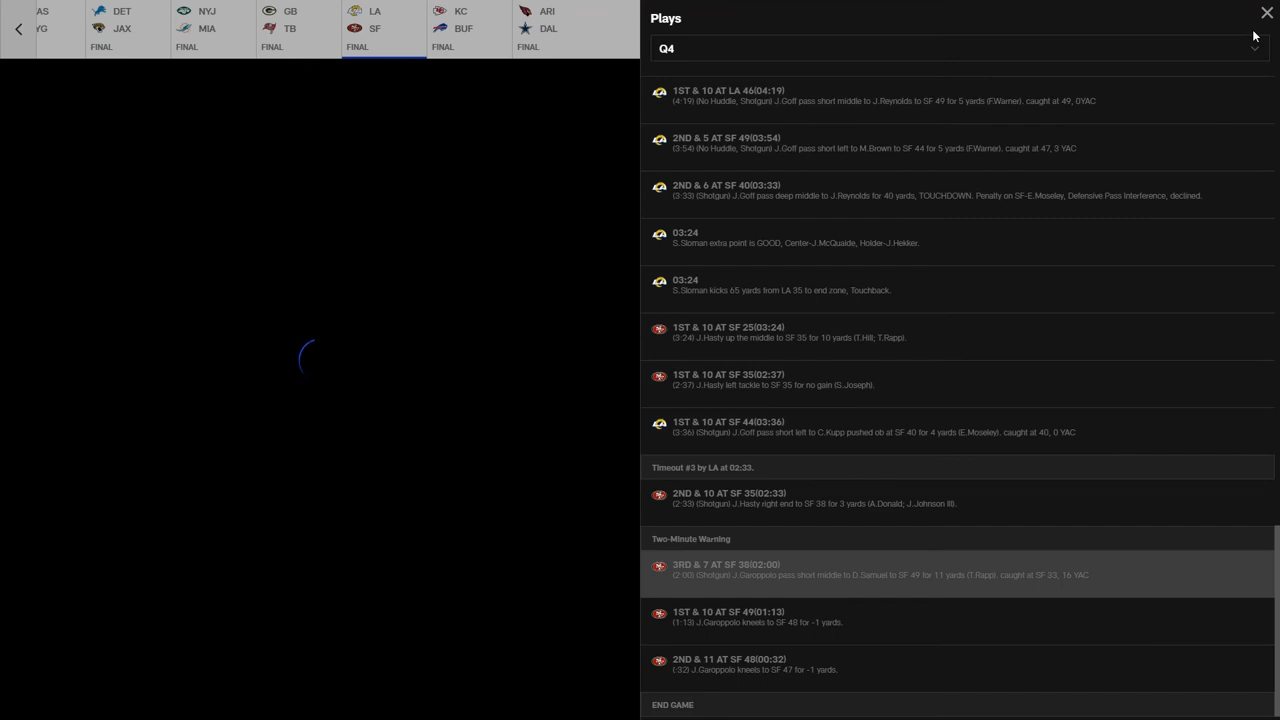 AS
YG
DET
JAX
FINAL
NYJ
MIA
FINAL
GB
TB
FINAL
LA
SF
FINAL
KC
BUF
FINAL
ARI
DAL
FINAL
Plays
Q4
1ST & 10 AT LA 46(04:19)
(4:19) (No Huddle, Shotgun) J.Goff pass short middle to J.Reynolds to SF 49 for 5 yards (F.Warner). caught at 49, 0YAC
2ND & 5 AT SF 49(03:54)
(3:54) (No Huddle, Shotgun) J.Goff pass short left to M.Brown to SF 44 for 5 yards (F.Warner). caught at 47, 3 YAC
2ND & 6 AT SF 40(03:33)
(3:33) (Shotgun) J.Goff pass deep middle to J.Reynolds for 40 yards, TOUCHDOWN. Penalty on SF-E.Moseley, Defensive Pass Interference, declined.
03:24
S.Sloman extra point is GOOD, Center-J.McQuaide, Holder-J.Hekker.
03:24
S.Sloman kicks 65 yards from LA 35 to end zone, Touchback.
1ST & 10 AT SF 25(03:24)
(3:24) J.Hasty up the middle to SF 35 for 10 yards (T.Hill; T.Rapp).
1ST & 10 AT SF 35(02:37)
(2:37) J.Hasty left tackle to SF 35 for no gain (S.Joseph).
1ST & 10 AT SF 44(03:36)
(3:36) (Shotgun) J.Goff pass short left to C.Kupp pushed ob at SF 40 for 4 yards (E.Moseley). caught at 40, 0 YAC
Timeout #3 by LA at 02:33.
2ND & 10 AT SF 35(02:33)
(2:33) (Shotgun) J.Hasty right end to SF 38 for 3 yards (A.Donald; J.Johnson III).
Two-Minute Warning
3RD & 7 AT SF 38(02:00)
(2:00) (Shotgun) J.Garoppolo pass short middle to D.Samuel to SF 49 for 11 yards (T.Rapp). caught at SF 33, 16 YAC
1ST & 10 AT SF 49(01:13)
(1:13) J.Garoppolo kneels to SF 48 for -1 yards.
2ND & 11 AT SF 48(00:32)
(:32) J.Garoppolo kneels to SF 47 for -1 yards.
END GAME